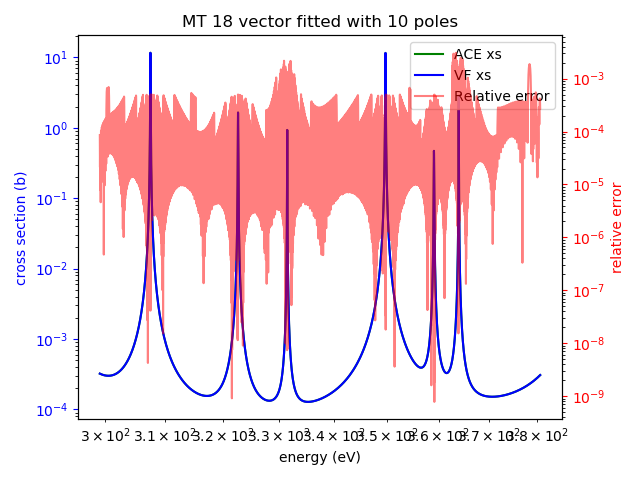 MT 18 vector fitted with 10 poles
ACE xs
VF xs
Relative error
cross section (b)
10¹
10⁰
10⁻¹
10⁻²
10⁻³
10⁻⁴
relative error
10⁻³
10⁻⁴
10⁻⁵
10⁻⁶
10⁻⁷
10⁻⁸
10⁻⁹
3 × 10² 3.1 × 10² 3.2 × 10² 3.3 × 10² 3.4 × 10² 3.5 × 10² 3.6 × 10² 3.7 × 10² 3.8 × 10²
energy (eV)